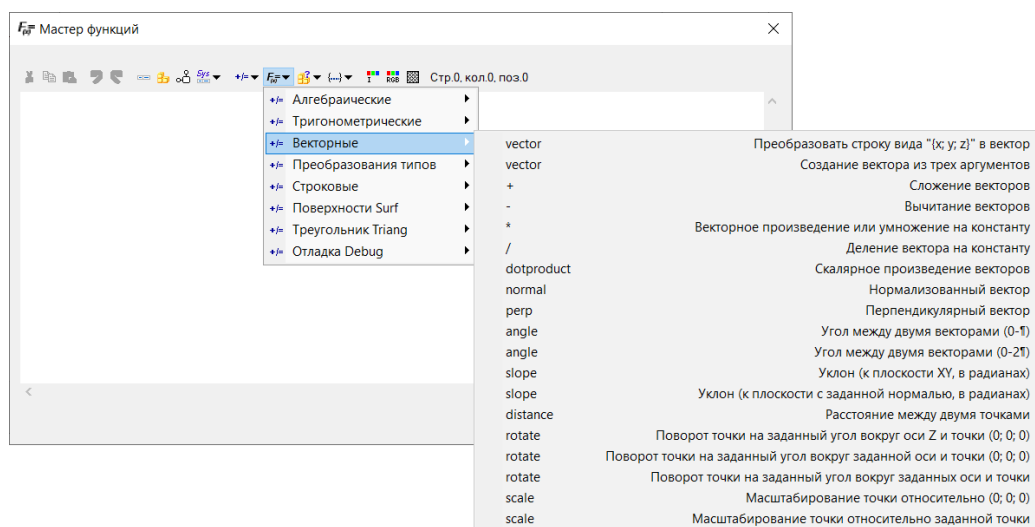 Мастер функций
Стр.0, кол.0, поз.0
Алгебраические
Тригонометрические
Векторные
Преобразования типов
Строковые
Поверхности Surf
Треугольник Triang
Отладка Debug
vector Преобразовать строку вида "{x; y; z}" в вектор
vector Создание вектора из трех аргументов
+ Сложение векторов
- Вычитание векторов
* Векторное произведение или умножение на константу
/ Деление вектора на константу
dotproduct Скалярное произведение векторов
normal Нормализованный вектор
perp Перпендикулярный вектор
angle Угол между двумя векторами (0-¶)
angle Угол между двумя векторами (0-2¶)
slope Уклон (к плоскости XY, в радианах)
slope Уклон (к плоскости с заданной нормалью, в радианах)
distance Расстояние между двумя точками
rotate Поворот точки на заданный угол вокруг оси Z и точки (0; 0; 0)
rotate Поворот точки на заданный угол вокруг заданной оси и точки (0; 0; 0)
rotate Поворот точки на заданный угол вокруг заданных оси и точки
scale Масштабирование точки относительно (0; 0; 0)
scale Масштабирование точки относительно заданной точки